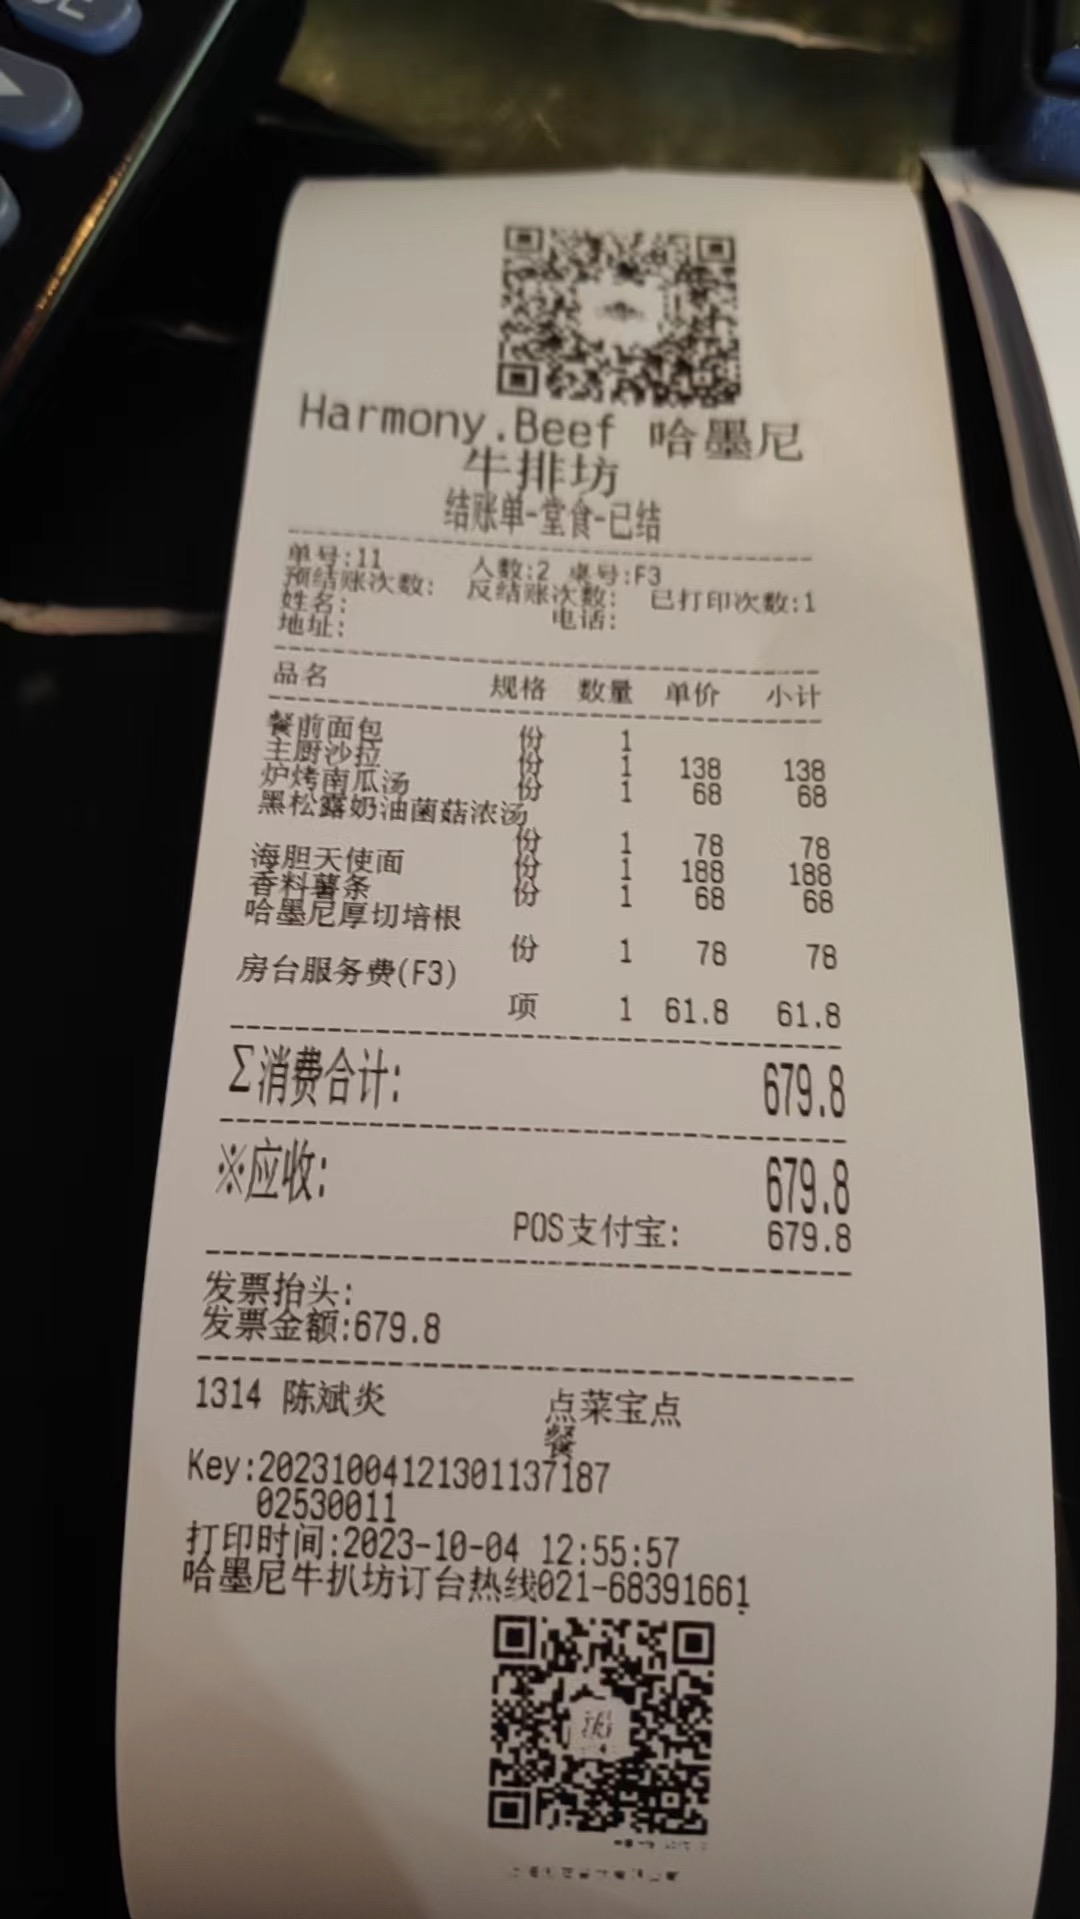 Harmony.Beef 哈墨尼
牛排坊
结账单-堂食-已结
单号:11 人数:2 桌号:F3
预结账次数: 反结账次数: 已打印次数:1
姓名: 电话:
地址:
品名 规格 数量 单价 小计
餐前面包 份 1
主厨沙拉 份 1 138 138
炉烤南瓜汤 份 1 68 68
黑松露奶油菌菇浓汤
份 1 78 78
海胆天使面 份 1 188 188
香料薯条 份 1 68 68
哈墨尼厚切培根
份 1 78 78
房台服务费(F3)
项 1 61.8 61.8
Σ消费合计: 679.8
※应收: 679.8
POS支付宝: 679.8
发票抬头:
发票金额:679.8
1314 陈斌炎 点菜宝点
餐
Key:20231004121301137187
02530011
打印时间:2023-10-04 12:55:57
哈墨尼牛扒坊订台热线021-68391661